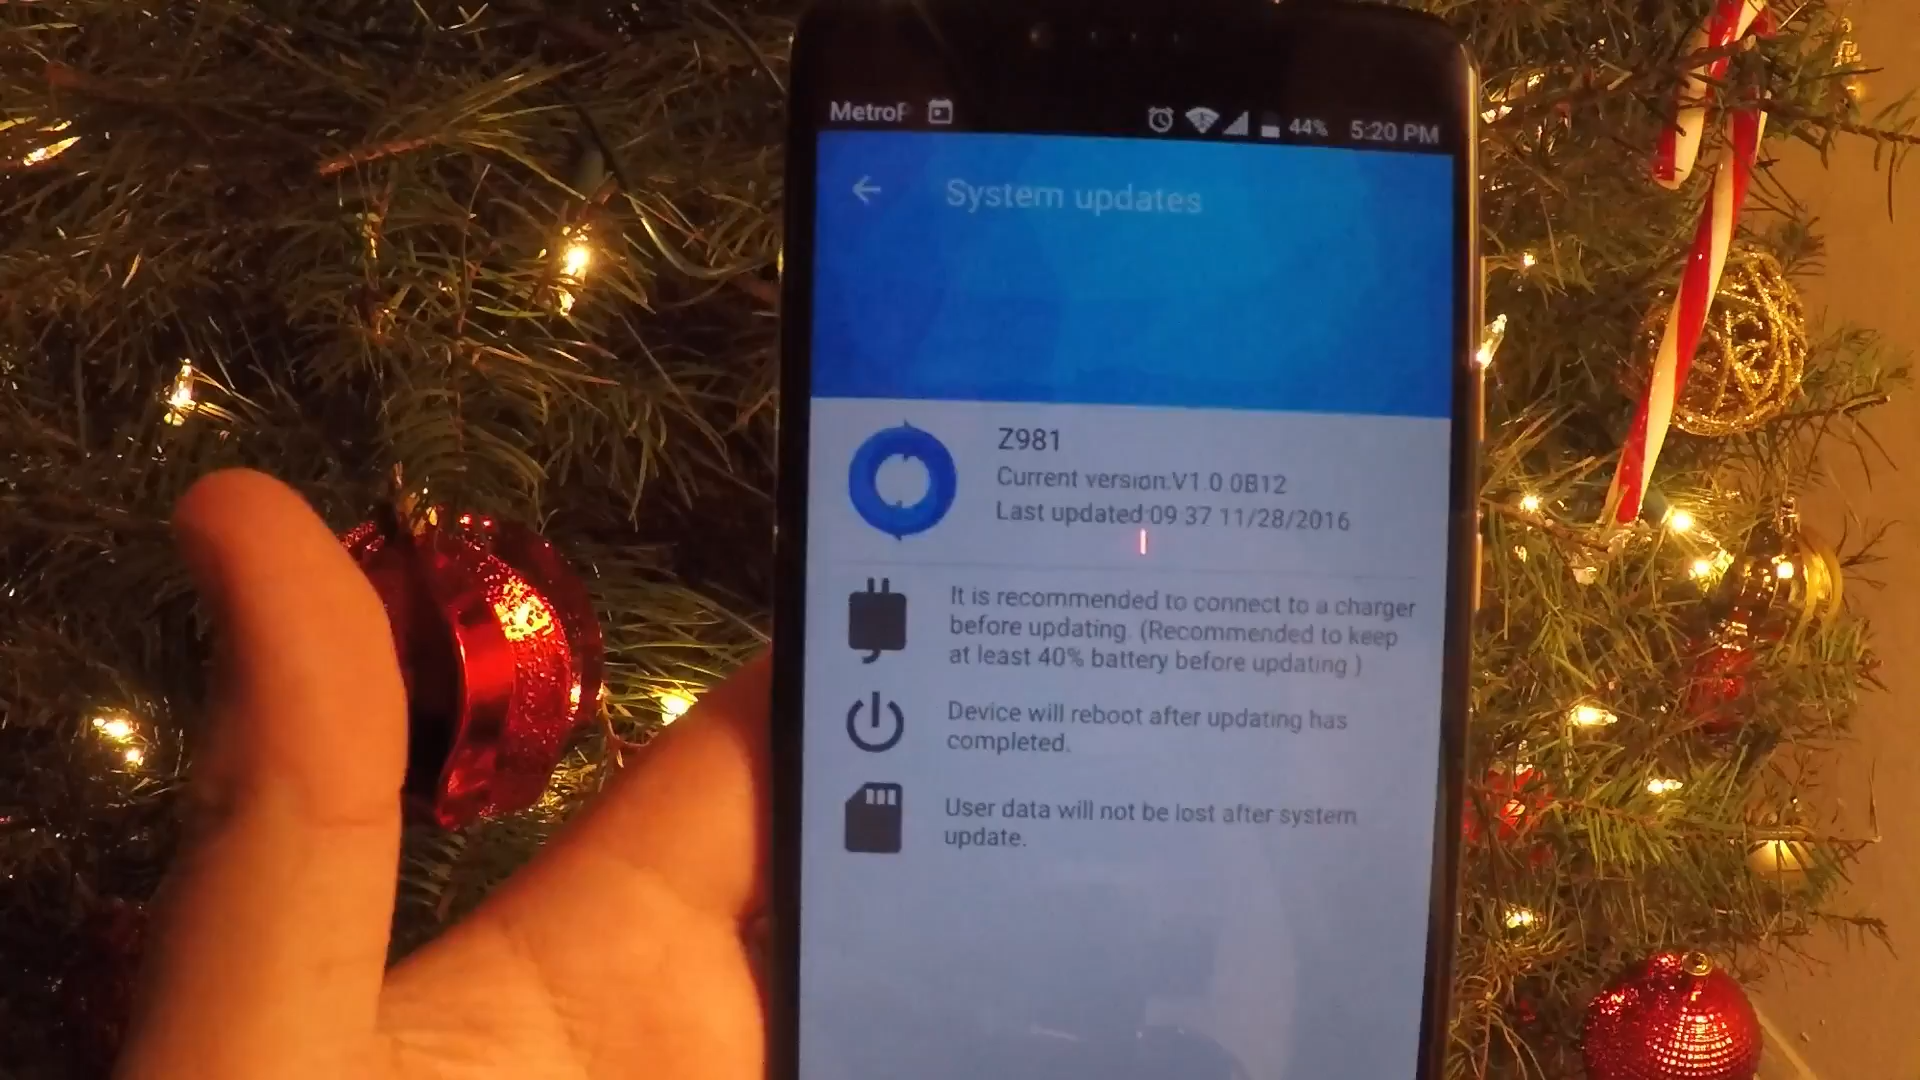 MetroP 44% 5:20 PM
System updates
Z981
Current version:V1.0.0B12
Last updated:09:37 11/28/2016
It is recommended to connect to a charger
before updating. (Recommended to keep
at least 40% battery before updating.)
Device will reboot after updating has
completed.
User data will not be lost after system
update.